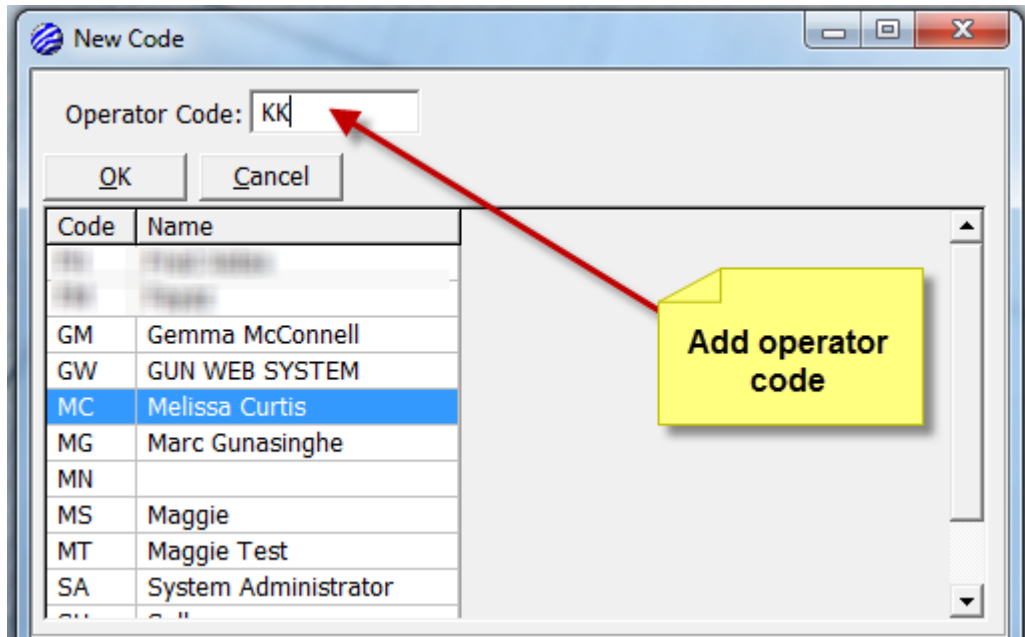 New Code
Operator Code: KK
OK Cancel
Code Name
GM Gemma McConnell
GW GUN WEB SYSTEM
MC Melissa Curtis
MG Marc Gunasinghe
MN
MS Maggie
MT Maggie Test
SA System Administrator
Add operator
code